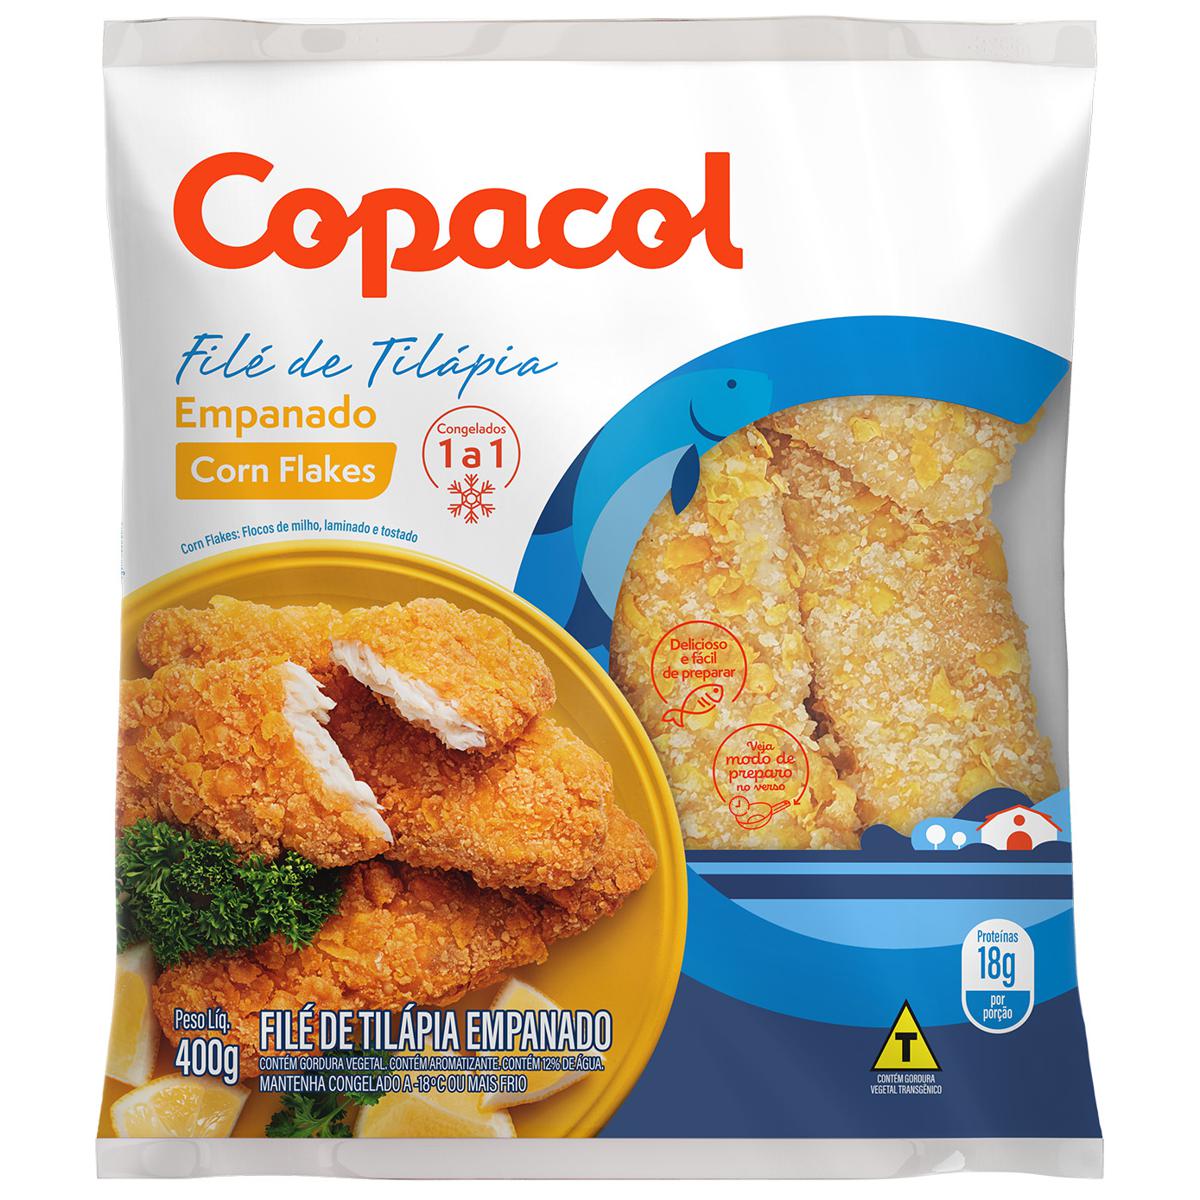 Copacol
Filé de Tilápia
Empanado
Corn Flakes
Congelados
1 a 1
Corn Flakes: Flocos de milho, laminado e tostado
Delicioso
e fácil
de preparar
Veja
modo de
preparo
no verso
Proteínas
18g
por
porção
Peso Líq.
400g
FILÉ DE TILÁPIA EMPANADO
CONTÉM GORDURA VEGETAL. CONTÉM AROMATIZANTE. CONTÉM 12% DE ÁGUA.
MANTENHA CONGELADO A -18ºC OU MAIS FRIO
T
CONTÉM GORDURA
VEGETAL TRANSGÊNICO